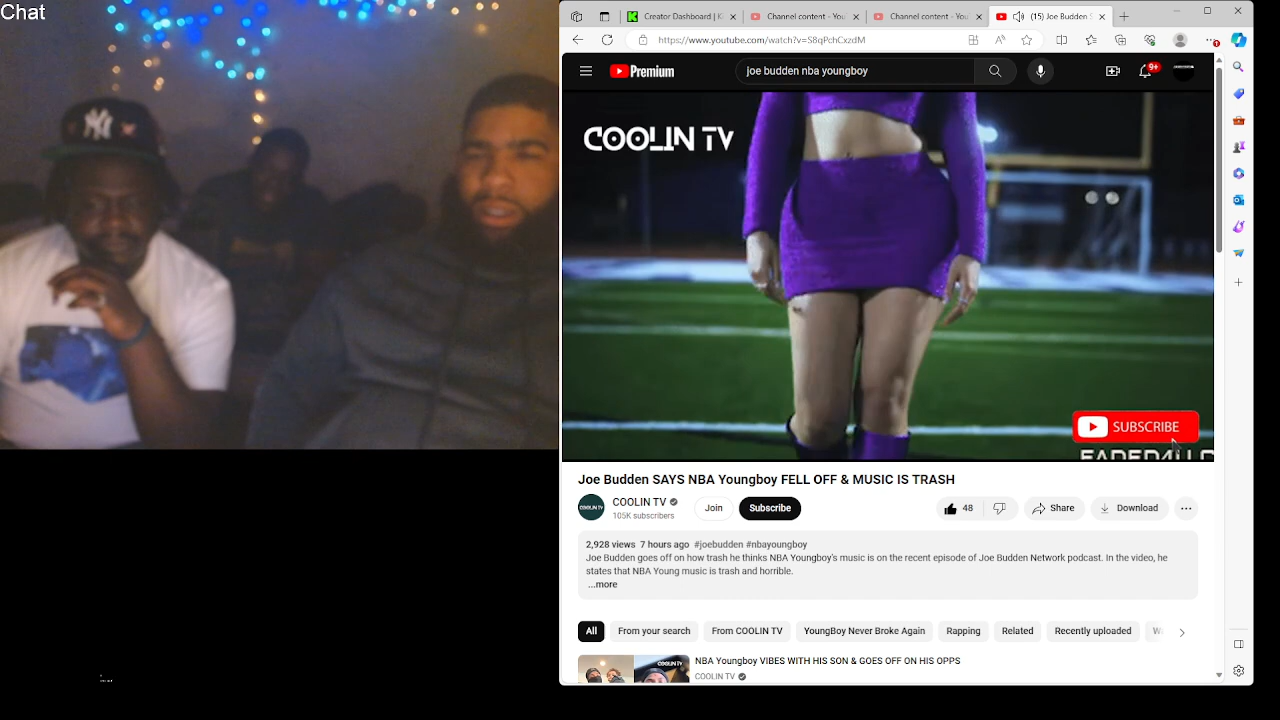 Chat
Creator Dashboard | K
Channel content - You
Channel content - You
(15) Joe Budden S
https://www.youtube.com/watch?v=S8qPchCxzdM
Premium
joe budden nba youngboy
9+
NY
COOLIN TV
SUBSCRIBE
FADED4U.C
Joe Budden SAYS NBA Youngboy FELL OFF & MUSIC IS TRASH
COOLIN TV
COOLIN TV
105K subscribers
Join
Subscribe
48
Share
Download
2,928 views 7 hours ago #joebudden #nbayoungboy
Joe Budden goes off on how trash he thinks NBA Youngboy's music is on the recent episode of Joe Budden Network podcast. In the video, he
states that NBA Young music is trash and horrible.
...more
All
From your search
From COOLIN TV
YoungBoy Never Broke Again
Rapping
Related
Recently uploaded
W
NBA Youngboy VIBES WITH HIS SON & GOES OFF ON HIS OPPS
COOLIN TV
COOLIN TV